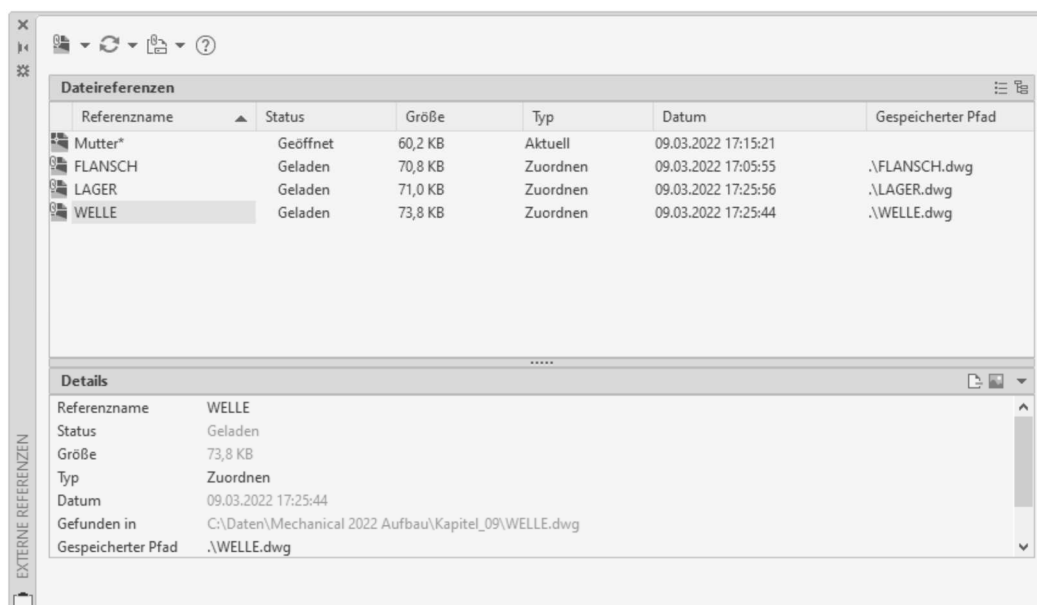 Dateireferenzen
Referenzname Status Größe Typ Datum Gespeicherter Pfad
Mutter* Geöffnet 60,2 KB Aktuell 09.03.2022 17:15:21
FLANSCH Geladen 70,8 KB Zuordnen 09.03.2022 17:05:55 .\FLANSCH.dwg
LAGER Geladen 71,0 KB Zuordnen 09.03.2022 17:25:56 .\LAGER.dwg
WELLE Geladen 73,8 KB Zuordnen 09.03.2022 17:25:44 .\WELLE.dwg
Details
Referenzname WELLE
Status Geladen
Größe 73,8 KB
Typ Zuordnen
Datum 09.03.2022 17:25:44
Gefunden in C:\Daten\Mechanical 2022 Aufbau\Kapitel_09\WELLE.dwg
Gespeicherter Pfad .\WELLE.dwg
EXTERNE REFERENZEN